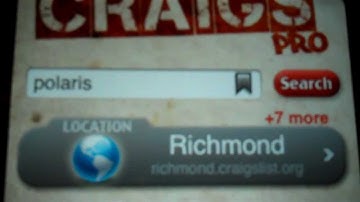 CRAIGS
PRO
polaris
Search
+7 more
LOCATION
Richmond
richmond.craigslist.org